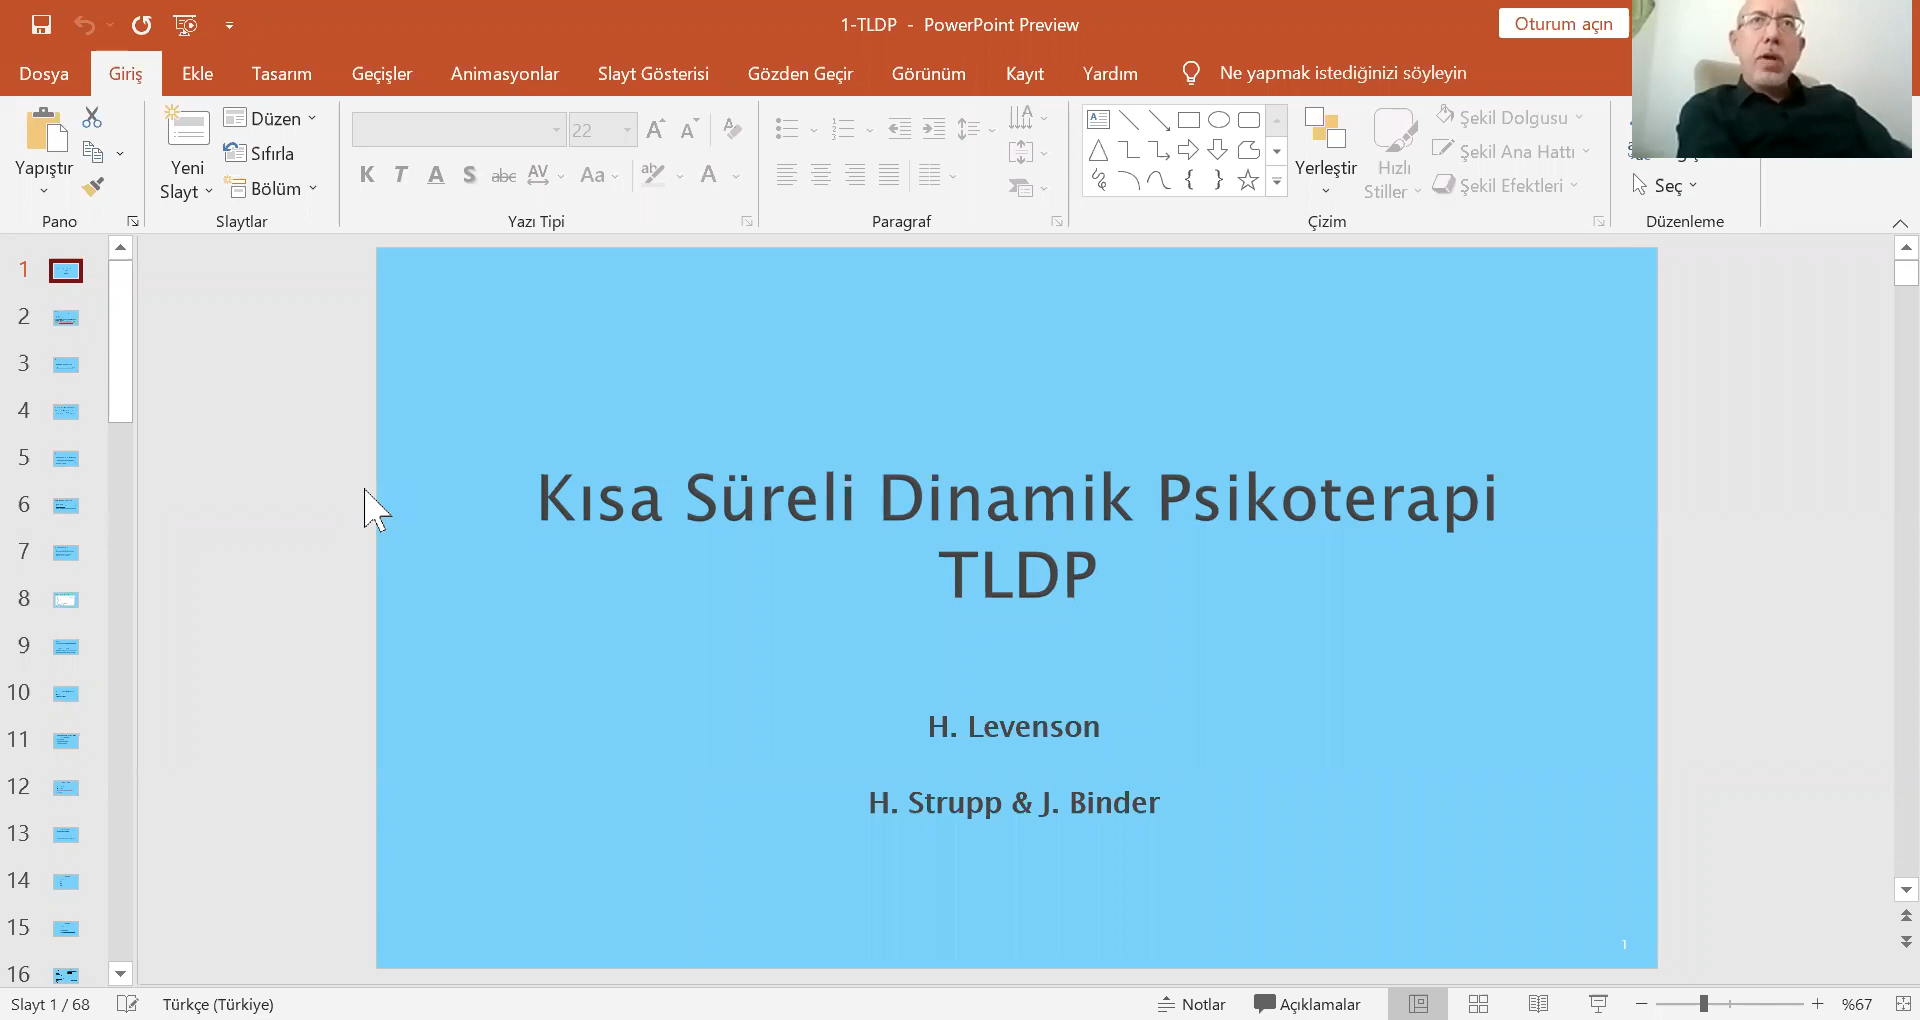 1-TLDP - PowerPoint Preview
Oturum açın
Dosya Giriş Ekle Tasarım Geçişler Animasyonlar Slayt Gösterisi Gözden Geçir Görünüm Kayıt Yardım Ne yapmak istediğinizi söyleyin
Yapıştır
Pano
Yeni
Slayt
Düzen
Sıfırla
Bölüm
Slaytlar
22
K T A S abc AV Aa A
Yazı Tipi
Paragraf
Yerleştir
Hızlı
Stiller
Şekil Dolgusu
Şekil Ana Hattı
Şekil Efektleri
Çizim
Seç
Düzenleme
1
2
3
4
5
6
7
8
9
10
11
12
13
14
15
16
Kısa Süreli Dinamik Psikoterapi
TLDP
H. Levenson
H. Strupp & J. Binder
1
Slayt 1 / 68 Türkçe (Türkiye) Notlar Açıklamalar %67